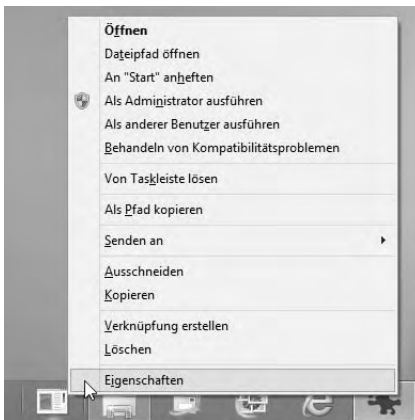 Öffnen
Dateipfad öffnen
An "Start" anheften
Als Administrator ausführen
Als anderer Benutzer ausführen
Behandeln von Kompatibilitätsproblemen
Von Taskleiste lösen
Als Pfad kopieren
Senden an
Ausschneiden
Kopieren
Verknüpfung erstellen
Löschen
Eigenschaften